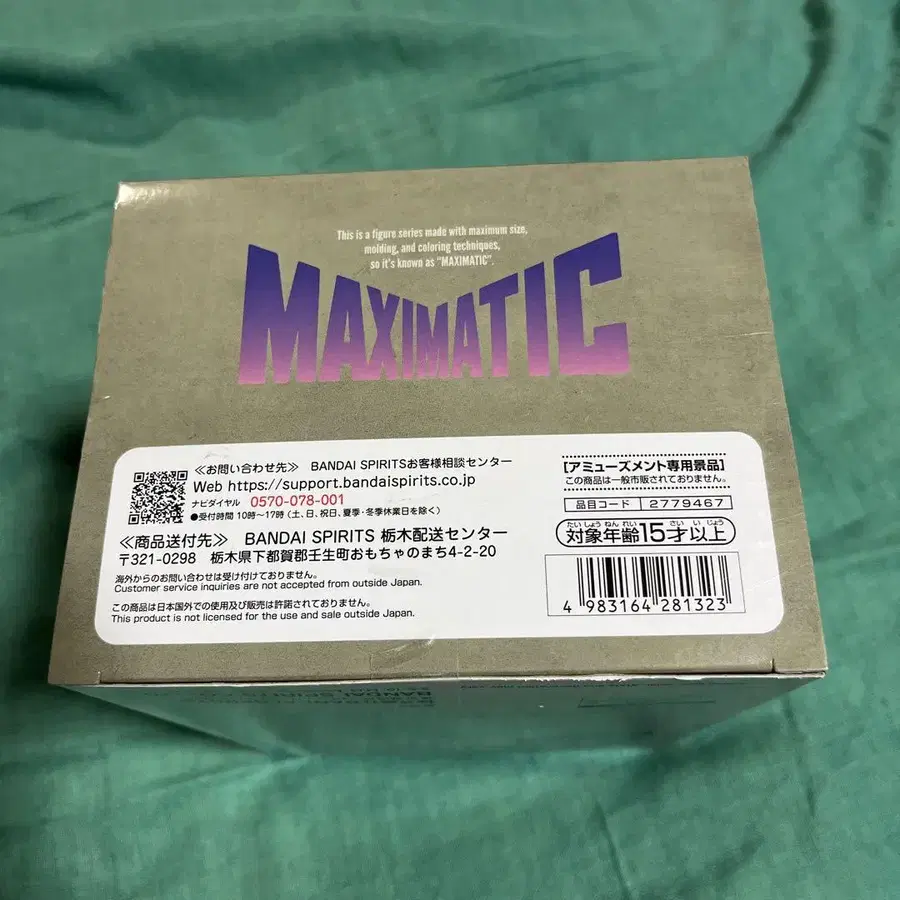 This is a figure series made with maximum size,
molding, and coloring techniques,
so it's known as "MAXIMATIC".
MAXIMATIC
≪お問い合わせ先≫ BANDAI SPIRITSお客様相談センター
Web https://support.bandaispirits.co.jp
ナビダイヤル 0570-078-001
●受付時間 10時〜17時（土、日、祝日、夏季・冬季休業日を除く）
≪商品送付先≫ BANDAI SPIRITS 栃木配送センター
〒321-0298 栃木県下都賀郡壬生町おもちゃのまち4-2-20
海外からのお問い合わせは受け付けておりません。
Customer service inquiries are not accepted from outside Japan.
この商品は日本国外での使用及び販売は許諾されておりません。
This product is not licensed for the use and sale outside Japan.
[アミューズメント専用景品]
この商品は一般市販されておりません。
品目コード 2779467
たいしょうねんれい さい いじょう
対象年齢15才以上
4 983164 281323
BANDAI SPIRITS